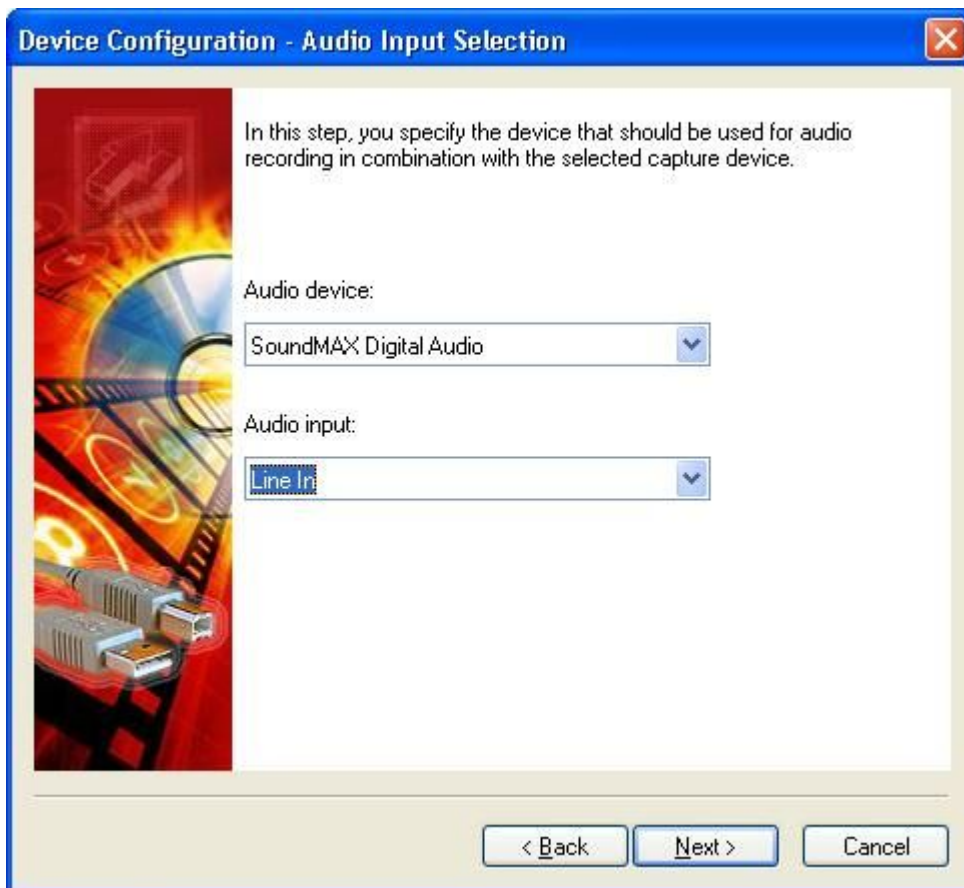 Device Configuration - Audio Input Selection
In this step, you specify the device that should be used for audio
recording in combination with the selected capture device.
Audio device:
SoundMAX Digital Audio
Audio input:
Line In
< Back
Next >
Cancel